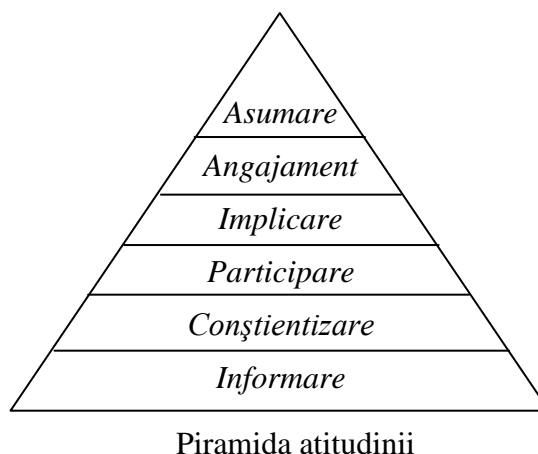 Asumare
Angajament
Implicare
Participare
Conştientizare
Informare
Piramida atitudinii